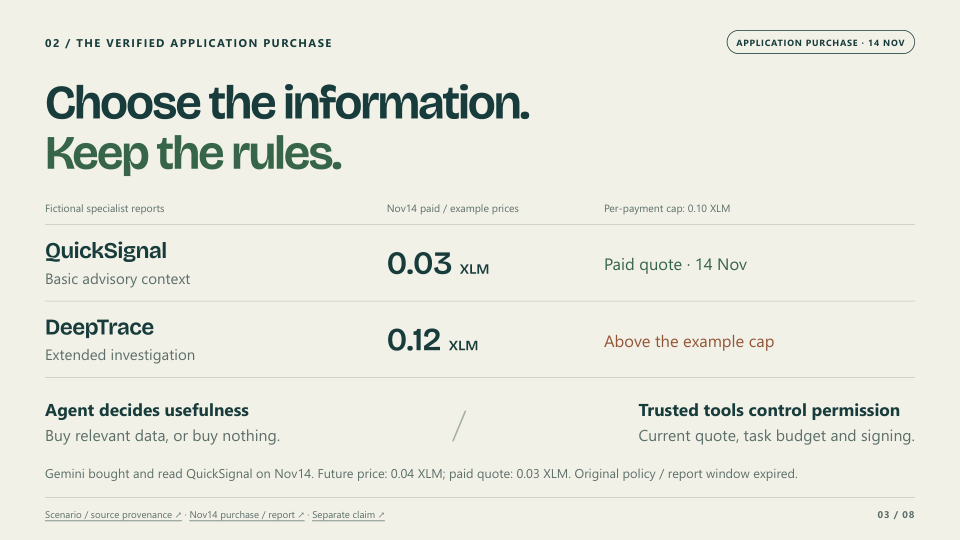 02 / THE VERIFIED APPLICATION PURCHASE
APPLICATION PURCHASE · 14 NOV
Choose the information.
Keep the rules.
Fictional specialist reports
Nov14 paid / example prices
Per-payment cap: 0.10 XLM
QuickSignal
Basic advisory context
0.03 XLM
Paid quote · 14 Nov
DeepTrace
Extended investigation
0.12 XLM
Above the example cap
Agent decides usefulness
Buy relevant data, or buy nothing.
/
Trusted tools control permission
Current quote, task budget and signing.
Gemini bought and read QuickSignal on Nov14. Future price: 0.04 XLM; paid quote: 0.03 XLM. Original policy / report window expired.
Scenario / source provenance ↗ · Nov14 purchase / report ↗ · Separate claim ↗
03 / 08